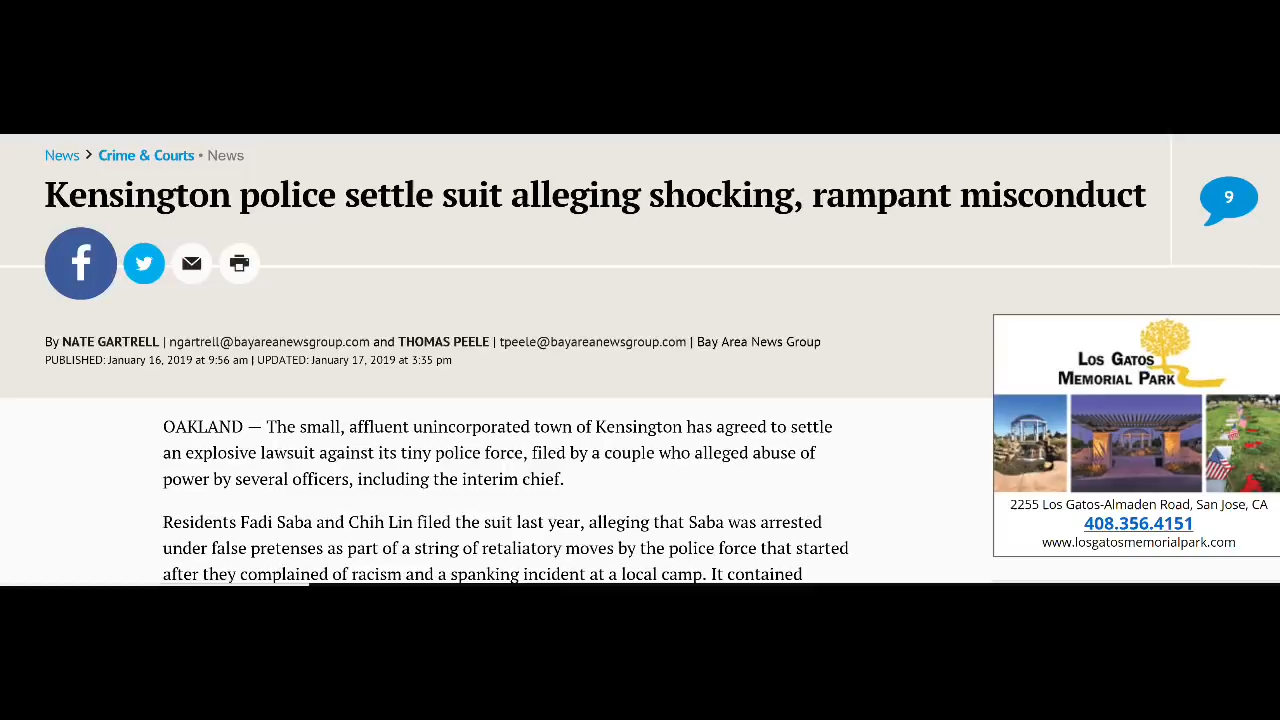 News > Crime & Courts • News
Kensington police settle suit alleging shocking, rampant misconduct
9
f
By NATE GARTRELL | ngartrell@bayareanewsgroup.com and THOMAS PEELE | tpeele@bayareanewsgroup.com | Bay Area News Group
PUBLISHED: January 16, 2019 at 9:56 am | UPDATED: January 17, 2019 at 3:35 pm
OAKLAND — The small, affluent unincorporated town of Kensington has agreed to settle
an explosive lawsuit against its tiny police force, filed by a couple who alleged abuse of
power by several officers, including the interim chief.
Residents Fadi Saba and Chih Lin filed the suit last year, alleging that Saba was arrested
under false pretenses as part of a string of retaliatory moves by the police force that started
after they complained of racism and a spanking incident at a local camp. It contained
LOS GATOS
MEMORIAL PARK
2255 Los Gatos-Almaden Road, San Jose, CA
408.356.4151
www.losgatosmemorialpark.com